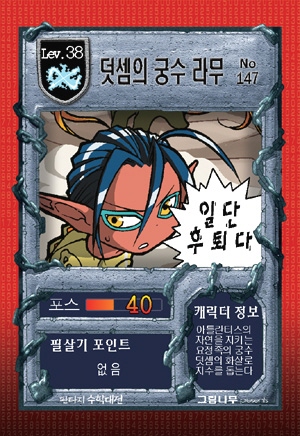 Lev.38
덧셈의 궁수 라무
No
147
일단
후퇴다
포스 40
필살기 포인트
없음
캐릭터 정보
아틀란티스의
자연을 지키는
요정족의 궁수
덧셈의 화살로
지수를 돕는다
판타지 수학대전
그림나무